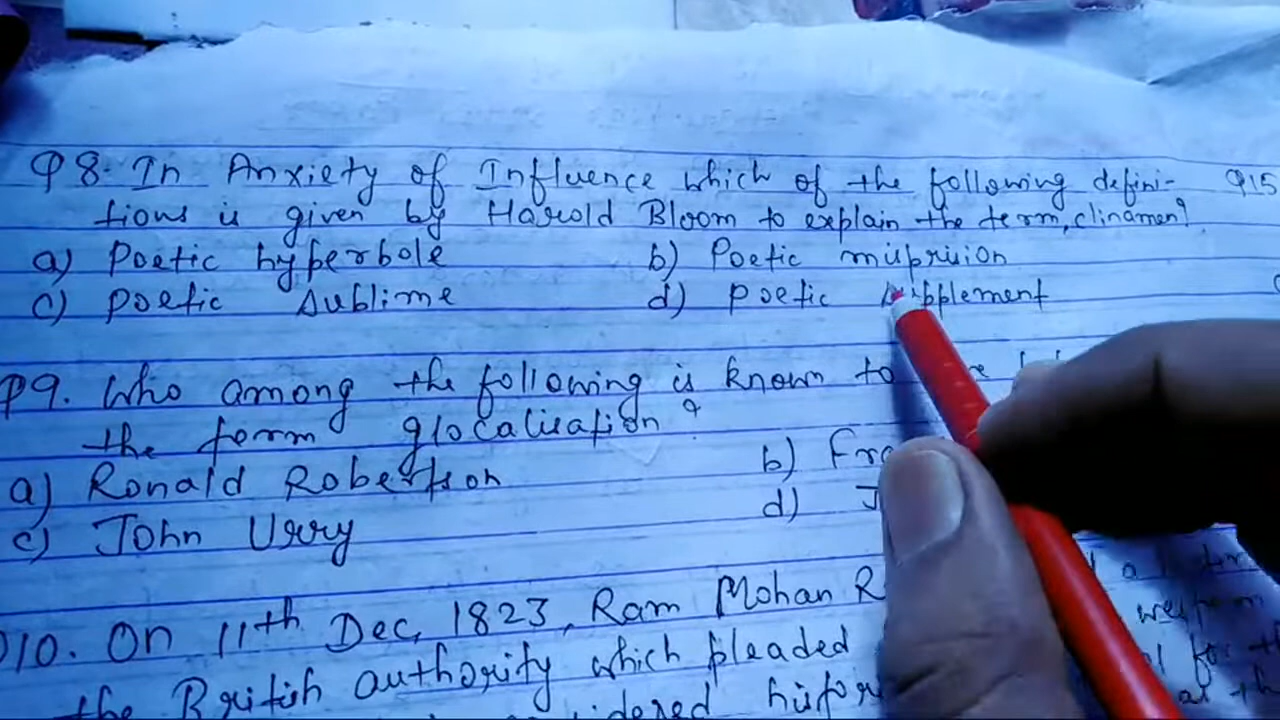 Q8. In Anxiety of Influence which of the following defini-
tions is given by Harold Bloom to explain the term, clinamen?
a) Poetic hyperbole b) Poetic misprision
c) Poetic Sublime d) Poetic supplement
Q15
Q9. Who among the following is known to
the term glocalisation?
a) Ronald Robertson b) Fr
c) John Urry d) J
Q10. On 11th Dec, 1823, Ram Mohan R
the British authority which pleaded